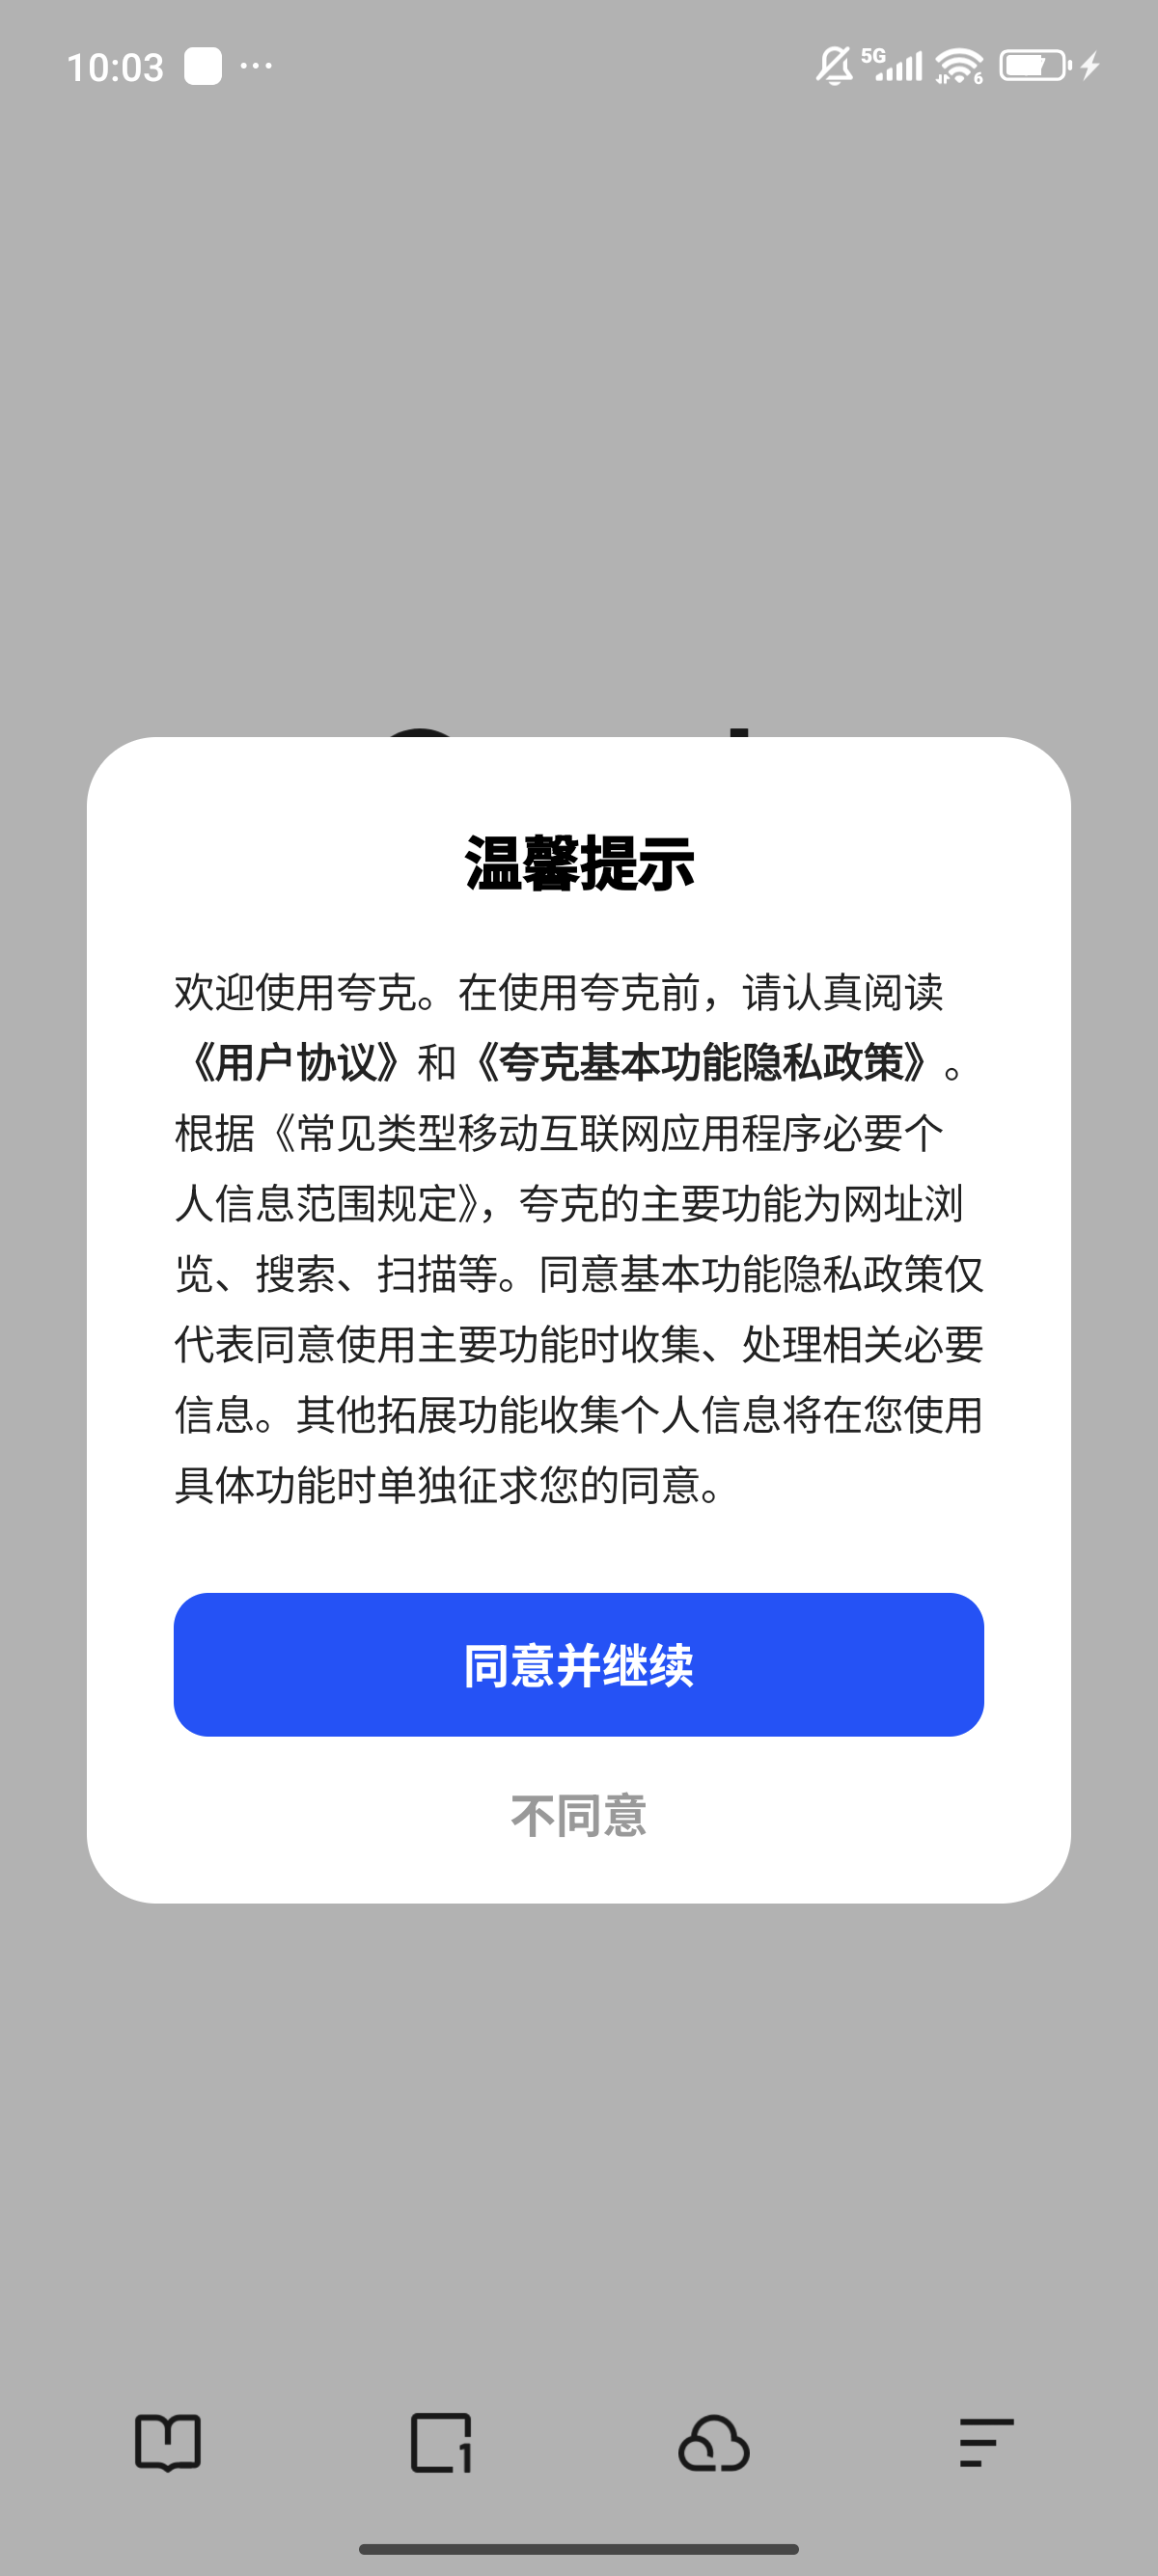 10:03
5G
6
温馨提示
欢迎使用夸克。在使用夸克前，请认真阅读
《用户协议》和《夸克基本功能隐私政策》。
根据《常见类型移动互联网应用程序必要个
人信息范围规定》，夸克的主要功能为网址浏
览、搜索、扫描等。同意基本功能隐私政策仅
代表同意使用主要功能时收集、处理相关必要
信息。其他拓展功能收集个人信息将在您使用
具体功能时单独征求您的同意。
同意并继续
不同意
1